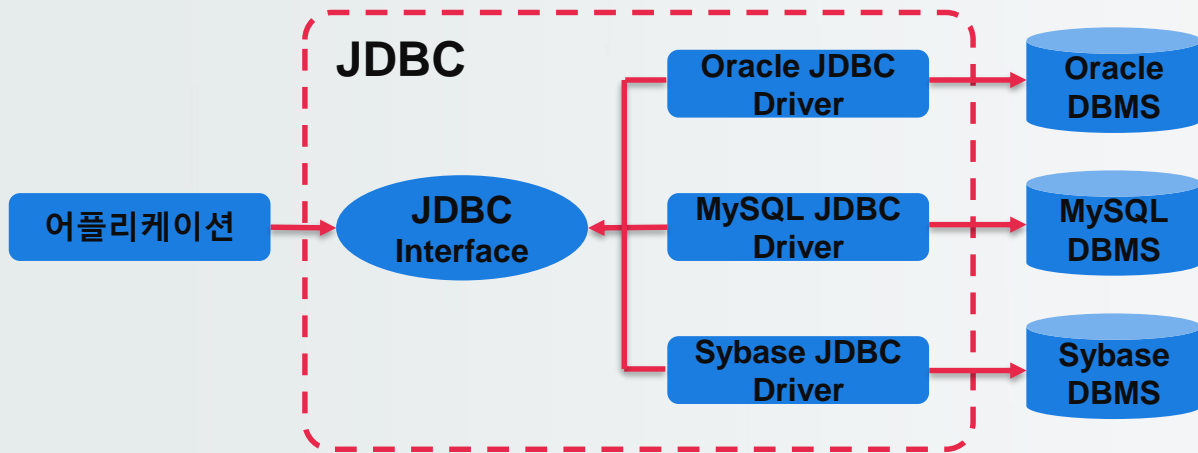 JDBC
어플리케이션
JDBC
Interface
Oracle JDBC
Driver
Oracle
DBMS
MySQL JDBC
Driver
MySQL
DBMS
Sybase JDBC
Driver
Sybase
DBMS